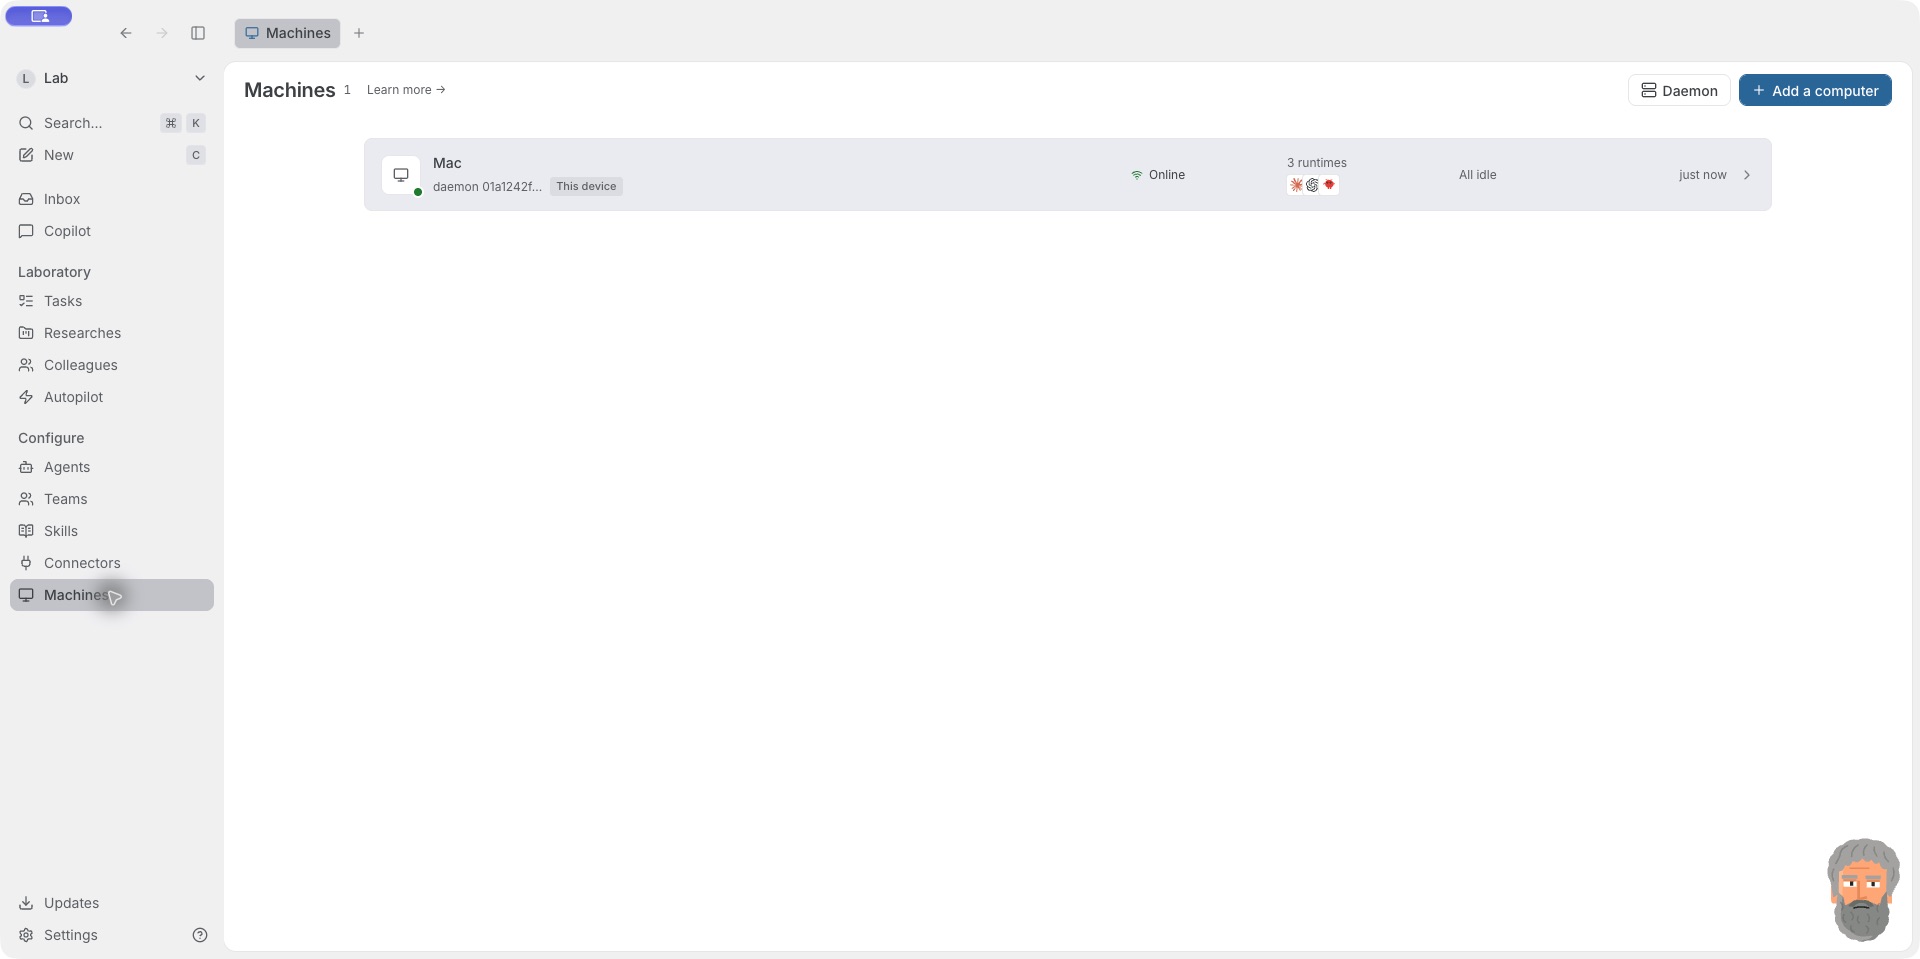 Machines
L Lab
Search... ⌘ K
New C
Inbox
Copilot
Laboratory
Tasks
Researches
Colleagues
Autopilot
Configure
Agents
Teams
Skills
Connectors
Machines
Updates
Settings
Machines 1 Learn more →
Daemon
+ Add a computer
Mac
daemon 01a1242f... This device
Online
3 runtimes
All idle
just now